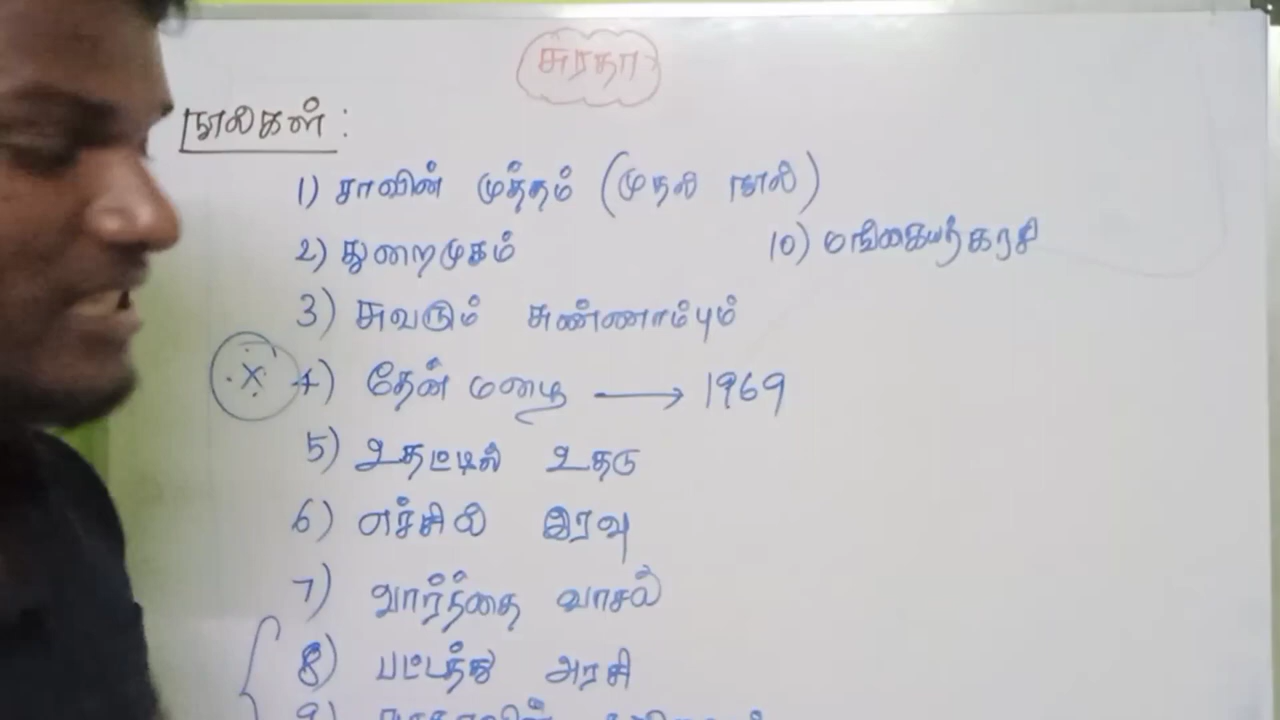 சுரதா
நூல்கள் :
1) சாவின் முத்தம் (முதல் நூல்)
2) துறைமுகம்
10) மங்கையர்கரசி
3) சுவரும் சுண்ணாம்பும்
4) தேன் மழை → 1969
5) உதட்டில் உதடு
6) எச்சில் இரவு
7) வார்த்தை வாசல்
8) பட்டத்து அரசி
9)